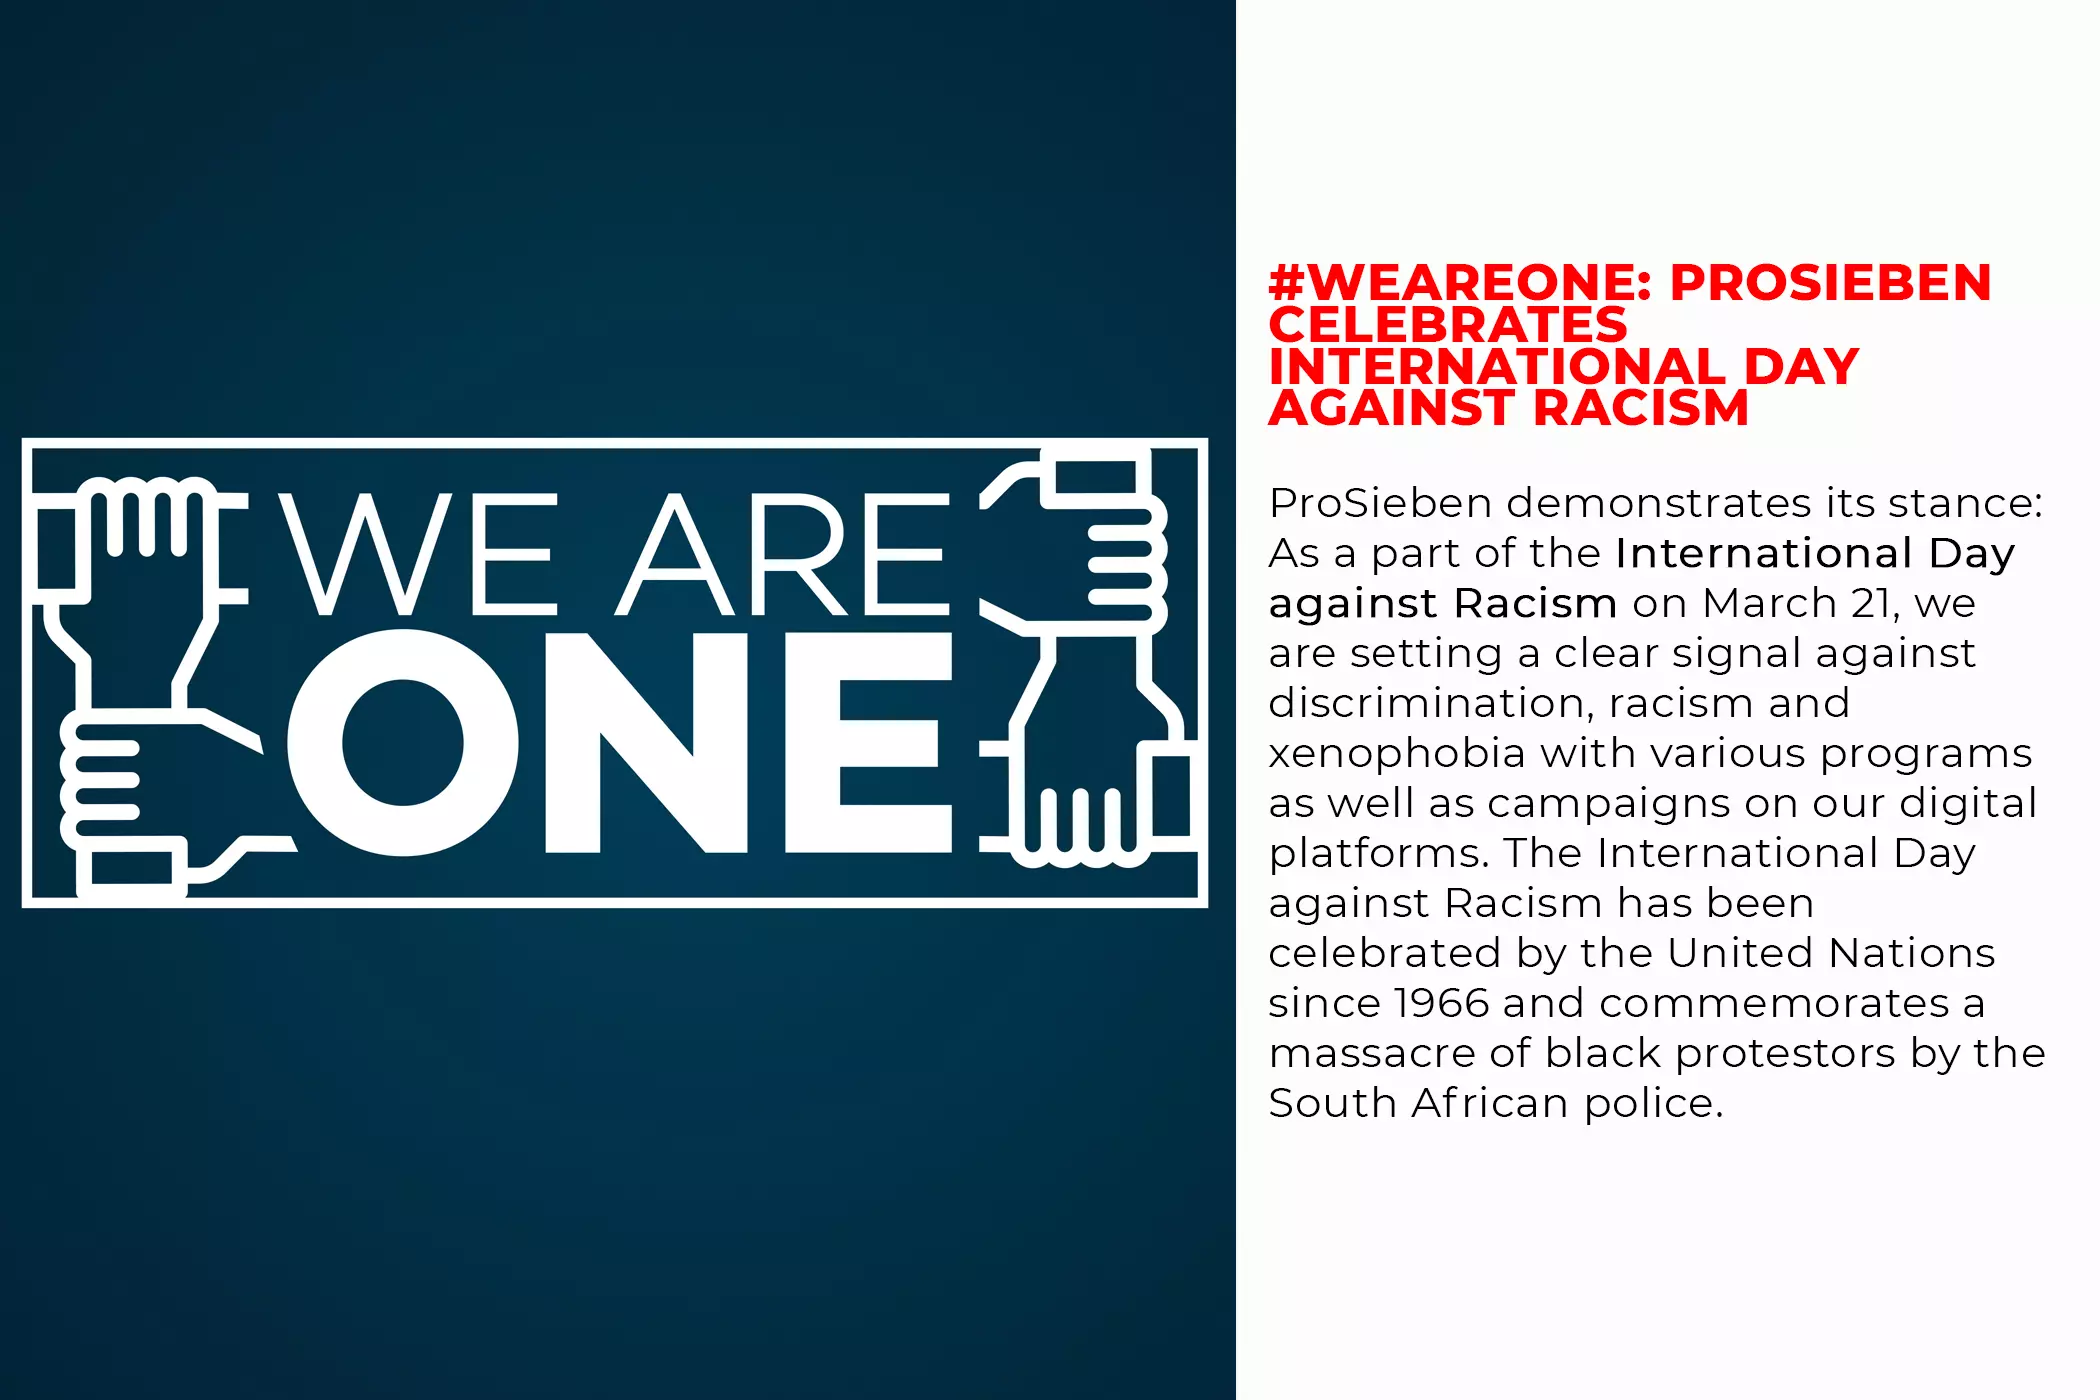 WE ARE
ONE
#WEAREONE: PROSIEBEN
CELEBRATES
INTERNATIONAL DAY
AGAINST RACISM
ProSieben demonstrates its stance:
As a part of the International Day
against Racism on March 21, we
are setting a clear signal against
discrimination, racism and
xenophobia with various programs
as well as campaigns on our digital
platforms. The International Day
against Racism has been
celebrated by the United Nations
since 1966 and commemorates a
massacre of black protestors by the
South African police.